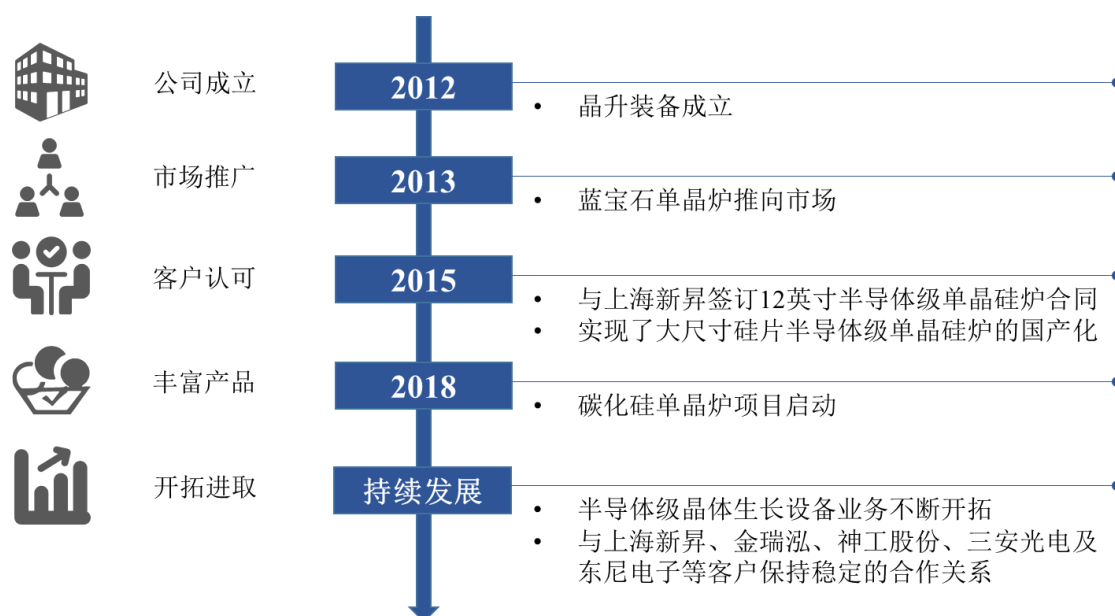 公司成立
2012
• 晶升装备成立
市场推广
2013
• 蓝宝石单晶炉推向市场
客户认可
2015
• 与上海新昇签订12英寸半导体级单晶硅炉合同
• 实现了大尺寸硅片半导体级单晶硅炉的国产化
丰富产品
2018
• 碳化硅单晶炉项目启动
开拓进取
持续发展
• 半导体级晶体生长设备业务不断开拓
• 与上海新昇、金瑞泓、神工股份、三安光电及
东尼电子等客户保持稳定的合作关系